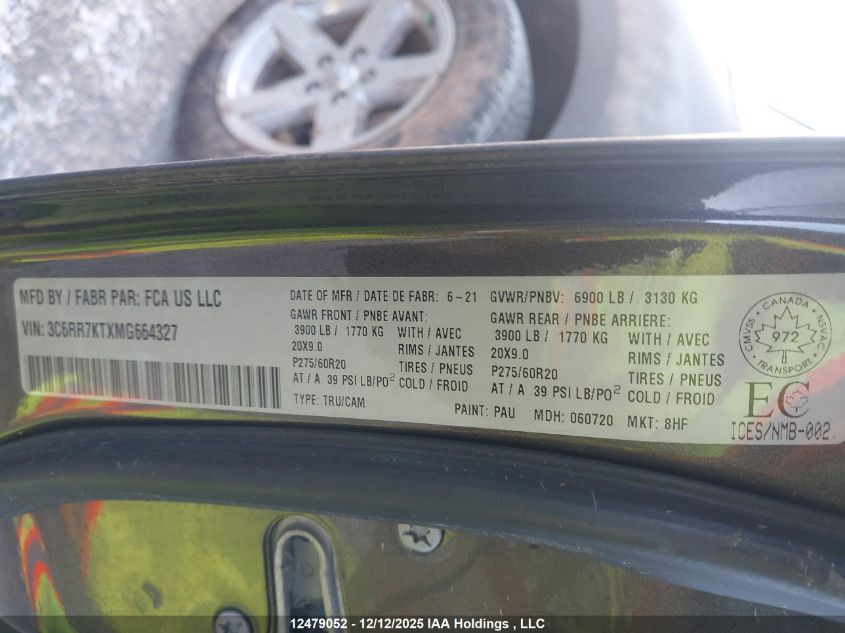 MFD BY / FABR PAR: FCA US LLC
VIN: 3C6RR7KTXMG664327
DATE OF MFR / DATE DE FABR: 6-21
GAWR FRONT / PNBE AVANT:
3900 LB / 1770 KG WITH / AVEC
20X9.0 RIMS / JANTES
P275/60R20 TIRES / PNEUS
AT / A 39 PSI LB/PO² COLD / FROID
TYPE: TRU/CAM
GVWR/PNBV: 6900 LB / 3130 KG
GAWR REAR / PNBE ARRIERE:
3900 LB / 1770 KG WITH / AVEC
20X9.0 RIMS / JANTES
P275/60R20 TIRES / PNEUS
AT / A 39 PSI LB/PO² COLD / FROID
PAINT: PAU MDH: 060720 MKT: 8HF
CANADA
CMVSS 972 NSVAC
TRANSPORT
EC
ICES/NMB-002
12479052 - 12/12/2025 IAA Holdings , LLC